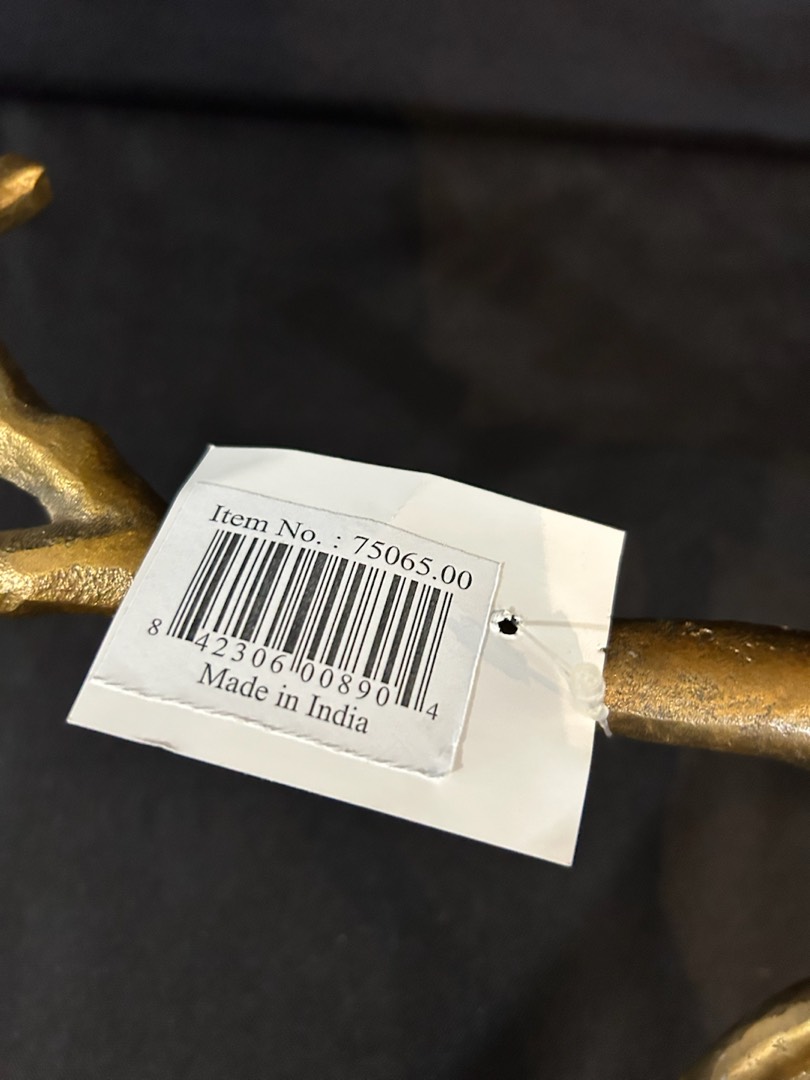 Item No. : 75065.00
8 42306 00890 4
Made in India